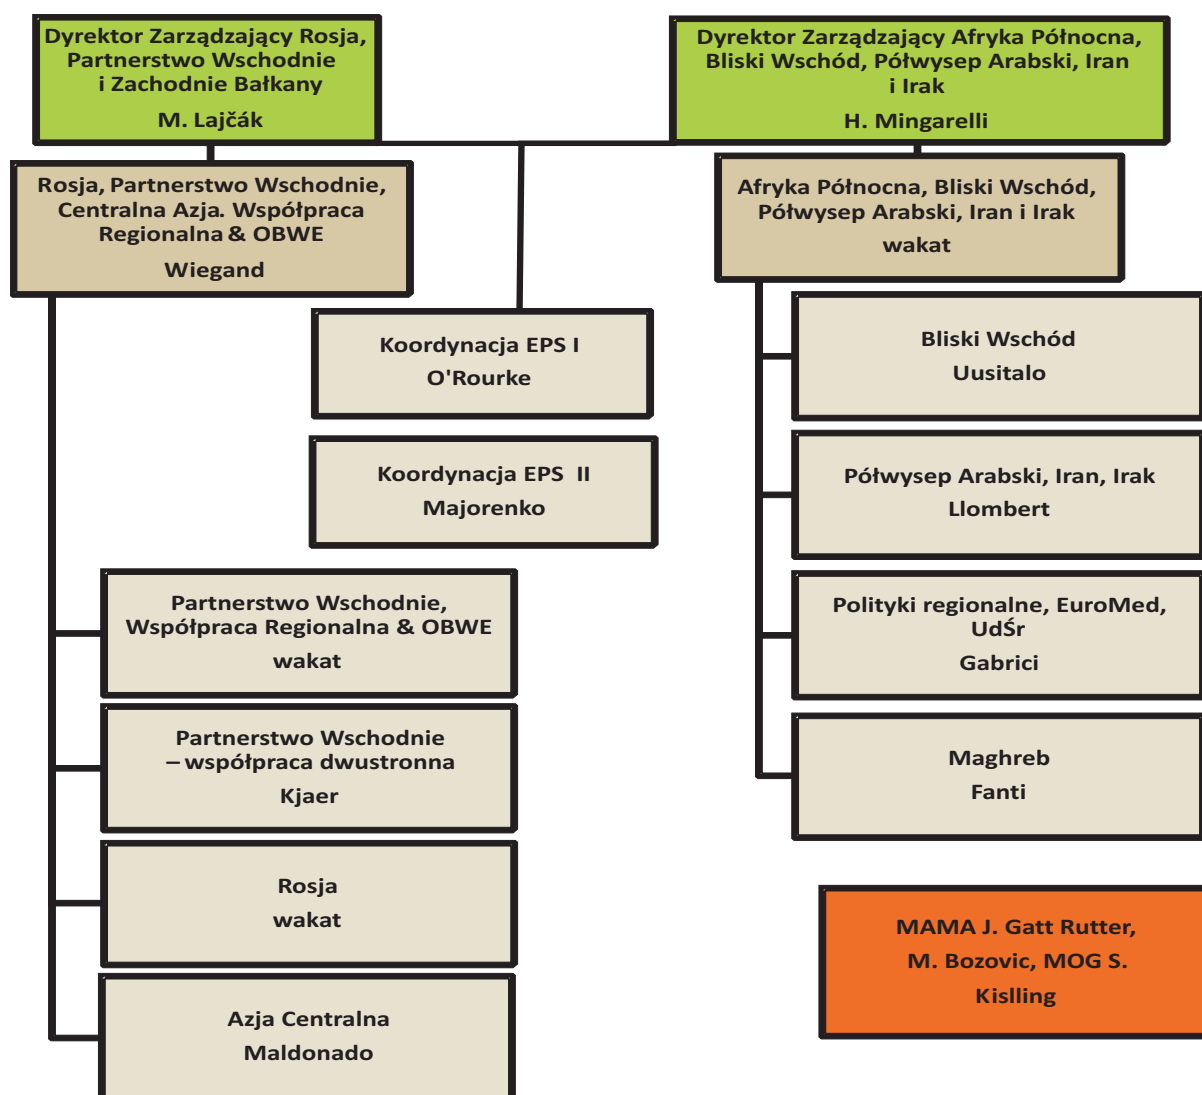 Dyrektor Zarządzający Rosja,
Partnerstwo Wschodnie
i Zachodnie Bałkany
M. Lajčák
Dyrektor Zarządzający Afryka Północna,
Bliski Wschód, Półwysep Arabski, Iran
i Irak
H. Mingarelli
Rosja, Partnerstwo Wschodnie,
Centralna Azja. Współpraca
Regionalna & OBWE
Wiegand
Afryka Północna, Bliski Wschód,
Półwysep Arabski, Iran i Irak
wakat
Koordynacja EPS I
O'Rourke
Koordynacja EPS II
Majorenko
Partnerstwo Wschodnie,
Współpraca Regionalna & OBWE
wakat
Partnerstwo Wschodnie
– współpraca dwustronna
Kjaer
Rosja
wakat
Azja Centralna
Maldonado
Bliski Wschód
Uusitalo
Półwysep Arabski, Iran, Irak
Llombert
Polityki regionalne, EuroMed,
UdŚr
Gabrici
Maghreb
Fanti
MAMA J. Gatt Rutter,
M. Bozovic, MOG S.
Kislling